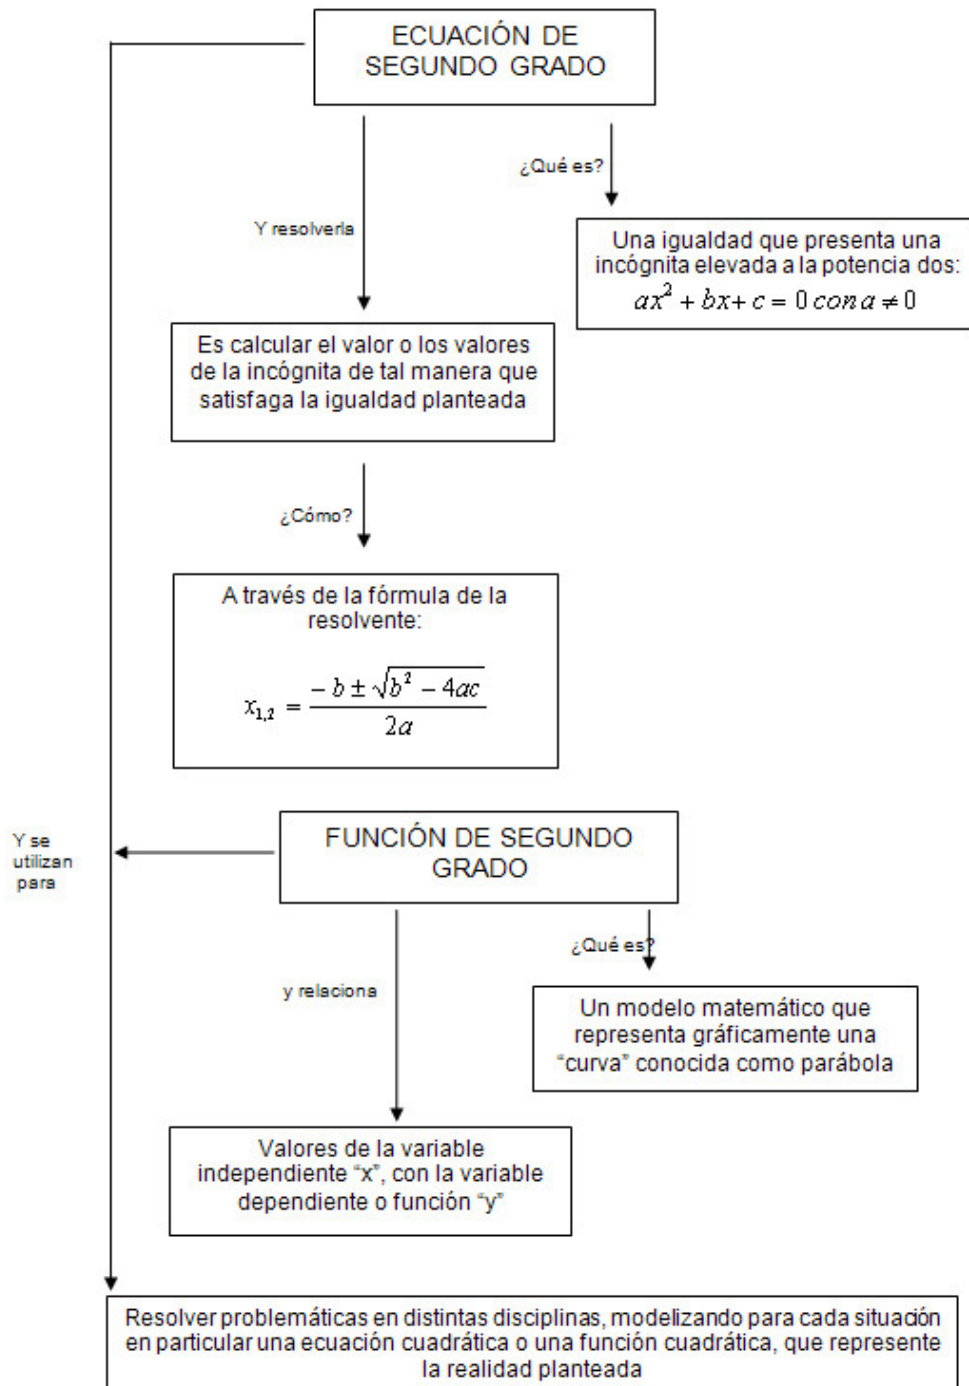 ECUACIÓN DE
SEGUNDO GRADO
¿Qué es?
Y resolverla
Una igualdad que presenta una
incógnita elevada a la potencia dos:
ax² + bx + c = 0 con a ≠ 0
Es calcular el valor o los valores
de la incógnita de tal manera que
satisfaga la igualdad planteada
¿Cómo?
A través de la fórmula de la
resolvente:
x₁,₂ = (−b ± √(b² − 4ac)) / 2a
Y se
utilizan
para
FUNCIÓN DE SEGUNDO
GRADO
¿Qué es?
y relaciona
Un modelo matemático que
representa gráficamente una
“curva” conocida como parábola
Valores de la variable
independiente “x”, con la variable
dependiente o función “y”
Resolver problemáticas en distintas disciplinas, modelizando para cada situación
en particular una ecuación cuadrática o una función cuadrática, que represente
la realidad planteada